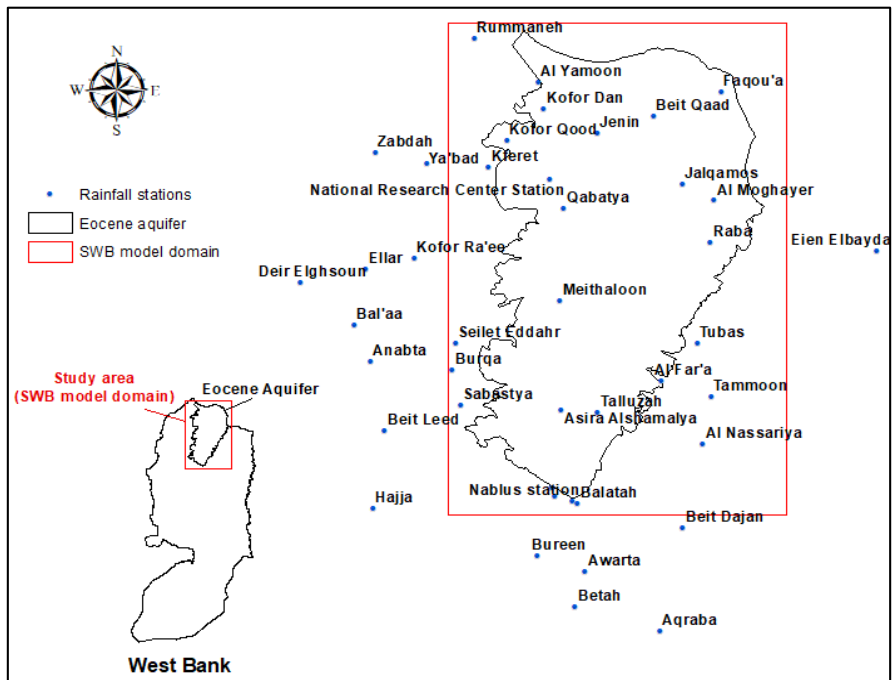 Rummaneh
N
W E
S
Al Yamoon
Faqou'a
Kofor Dan
Beit Qaad
Jenin
Kofor Qood
Zabdah
Ya'bad
Kferet
National Research Center Station
Jalqamos
Al Moghayer
Qabatya
Rainfall stations
Eocene aquifer
SWB model domain
Raba
Eien Elbayda
Kofor Ra'ee
Ellar
Deir Elghsoun
Meithaloon
Bal'aa
Seilet Eddahr
Tubas
Anabta
Burqa
Al Far'a
Study area
(SWB model domain)
Eocene Aquifer
Sabastya
Talluzah
Tammoon
Asira Alshamalya
Beit Leed
Al Nassariya
Nablus station
Balatah
Hajja
Beit Dajan
Bureen
Awarta
Betah
Aqraba
West Bank